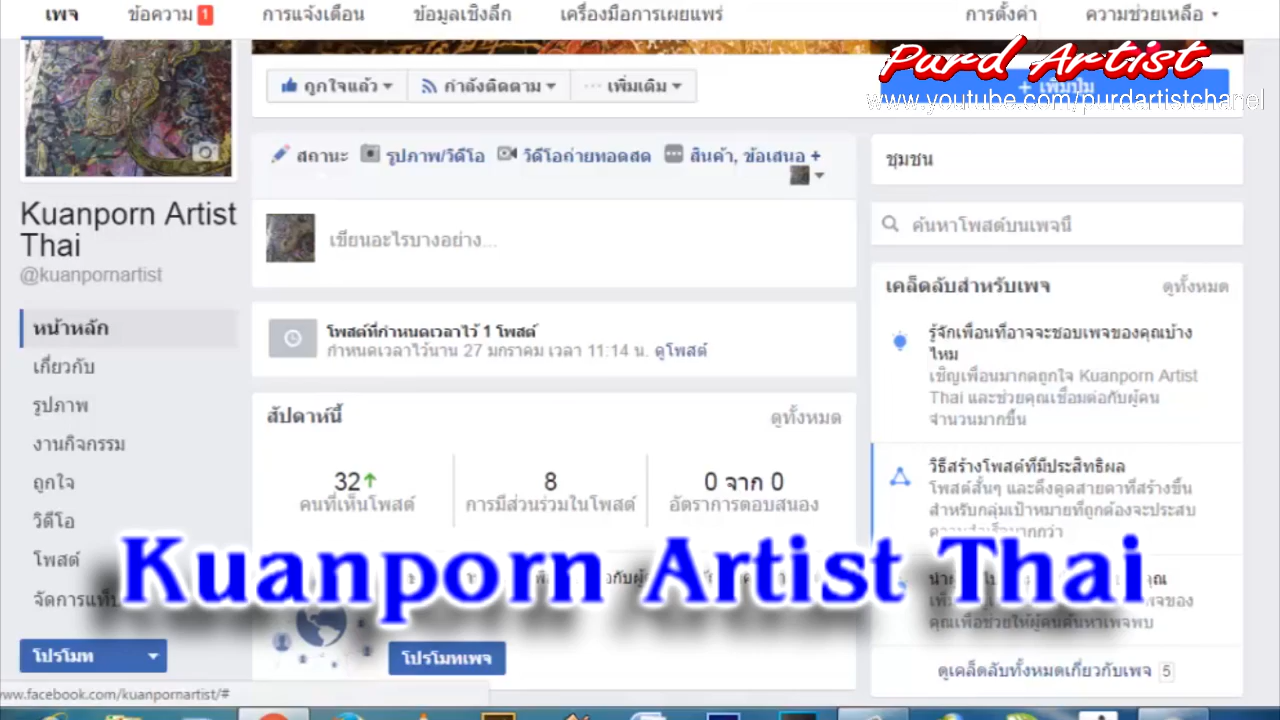 เพจ ข้อความ 1 การแจ้งเตือน ข้อมูลเชิงลึก เครื่องมือการเผยแพร่ การตั้งค่า ความช่วยเหลือ
Purd Artist
ถูกใจแล้ว กำลังติดตาม เพิ่มเติม + เพิ่มปุ่ม
www.youtube.com/purdartistchanel
สถานะ รูปภาพ/วิดีโอ วิดีโอถ่ายทอดสด สินค้า, ข้อเสนอ +
ชุมชน
Kuanporn Artist
Thai
@kuanpornartist
เขียนอะไรบางอย่าง...
ค้นหาโพสต์บนเพจนี้
หน้าหลัก
เกี่ยวกับ
รูปภาพ
งานกิจกรรม
ถูกใจ
วิดีโอ
โพสต์
จัดการแท็บ
โปรโมท
โพสต์ที่กำหนดเวลาไว้ 1 โพสต์
กำหนดเวลาไว้นาน 27 มกราคม เวลา 11:14 น. ดูโพสต์
สัปดาห์นี้ ดูทั้งหมด
32 8 0 จาก 0
คนที่เห็นโพสต์ การมีส่วนร่วมในโพสต์ อัตราการตอบสนอง
โปรโมทเพจ
เคล็ดลับสำหรับเพจ ดูทั้งหมด
รู้จักเพื่อนที่อาจจะชอบเพจของคุณบ้าง
ไหม
เชิญเพื่อนมากดถูกใจ Kuanporn Artist
Thai และช่วยคุณเชื่อมต่อกับผู้คน
จำนวนมากขึ้น
วิธีสร้างโพสต์ที่มีประสิทธิผล
โพสต์สั้นๆ และดึงดูดสายตาที่สร้างขึ้น
สำหรับกลุ่มเป้าหมายที่ถูกต้องจะประสบ
ความสำเร็จมากกว่า
คุณเพื่อช่วยให้ผู้คนค้นหาเพจพบ
ดูเคล็ดลับทั้งหมดเกี่ยวกับเพจ 5
Kuanporn Artist Thai
www.facebook.com/kuanpornartist/#